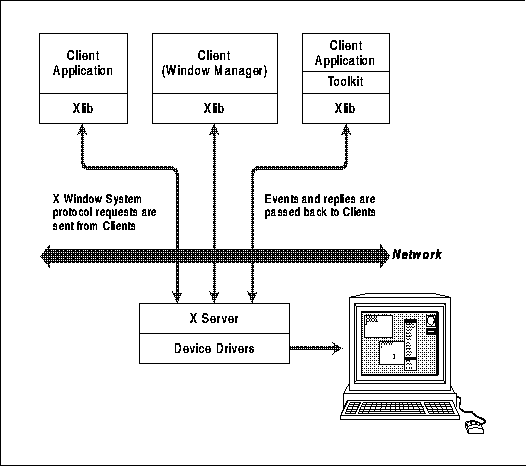 Client
Application
Xlib
Client
(Window Manager)
Xlib
Client
Application
Toolkit
Xlib
X Window System
protocol requests are
sent from Clients
Events and replies are
passed back to Clients
Network
X Server
Device Drivers